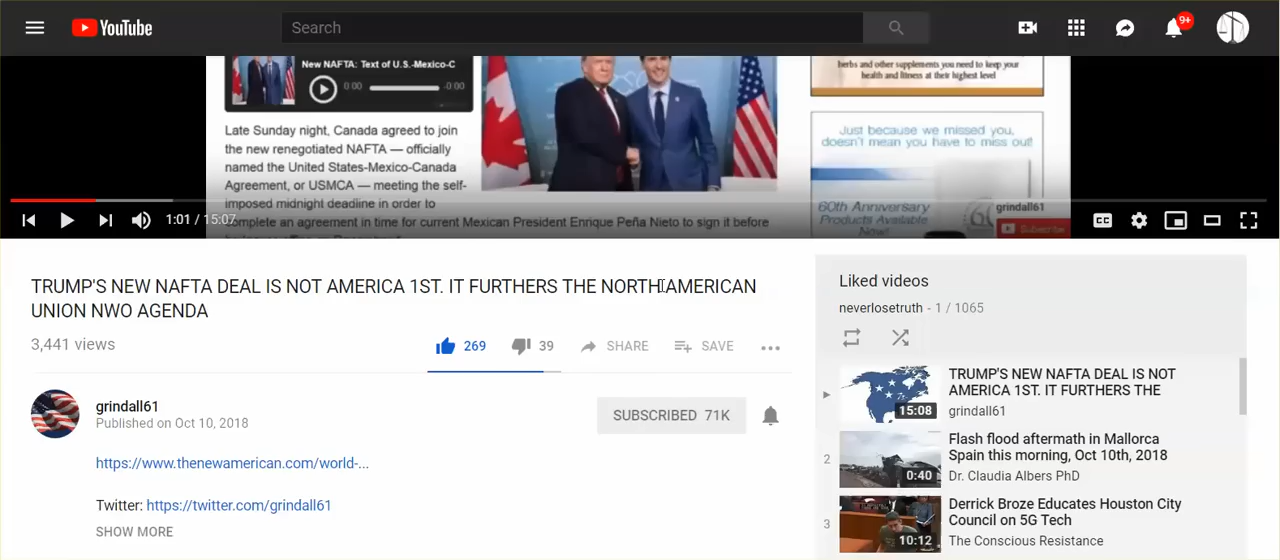 YouTube
Search
9+
New NAFTA: Text of U.S.-Mexico-C
0:00
-0:00
Late Sunday night, Canada agreed to join
the new renegotiated NAFTA — officially
named the United States-Mexico-Canada
Agreement, or USMCA — meeting the self-
imposed midnight deadline in order to
complete an agreement in time for current Mexican President Enrique Peña Nieto to sign it before
herbs and other supplements you need to keep your
health and fitness at their highest level
Just because we missed you,
doesn't mean you have to miss out!
60th Anniversary
Products Available
Now!
grindall61
Subscribe
1:01 / 15:07
CC
TRUMP'S NEW NAFTA DEAL IS NOT AMERICA 1ST. IT FURTHERS THE NORTH AMERICAN
UNION NWO AGENDA
3,441 views
269
39
SHARE
SAVE
grindall61
Published on Oct 10, 2018
SUBSCRIBED 71K
https://www.thenewamerican.com/world-...
Twitter: https://twitter.com/grindall61
SHOW MORE
Liked videos
neverlosetruth - 1 / 1065
TRUMP'S NEW NAFTA DEAL IS NOT
AMERICA 1ST. IT FURTHERS THE
grindall61
15:08
2
Flash flood aftermath in Mallorca
Spain this morning, Oct 10th, 2018
Dr. Claudia Albers PhD
0:40
3
Derrick Broze Educates Houston City
Council on 5G Tech
The Conscious Resistance
10:12